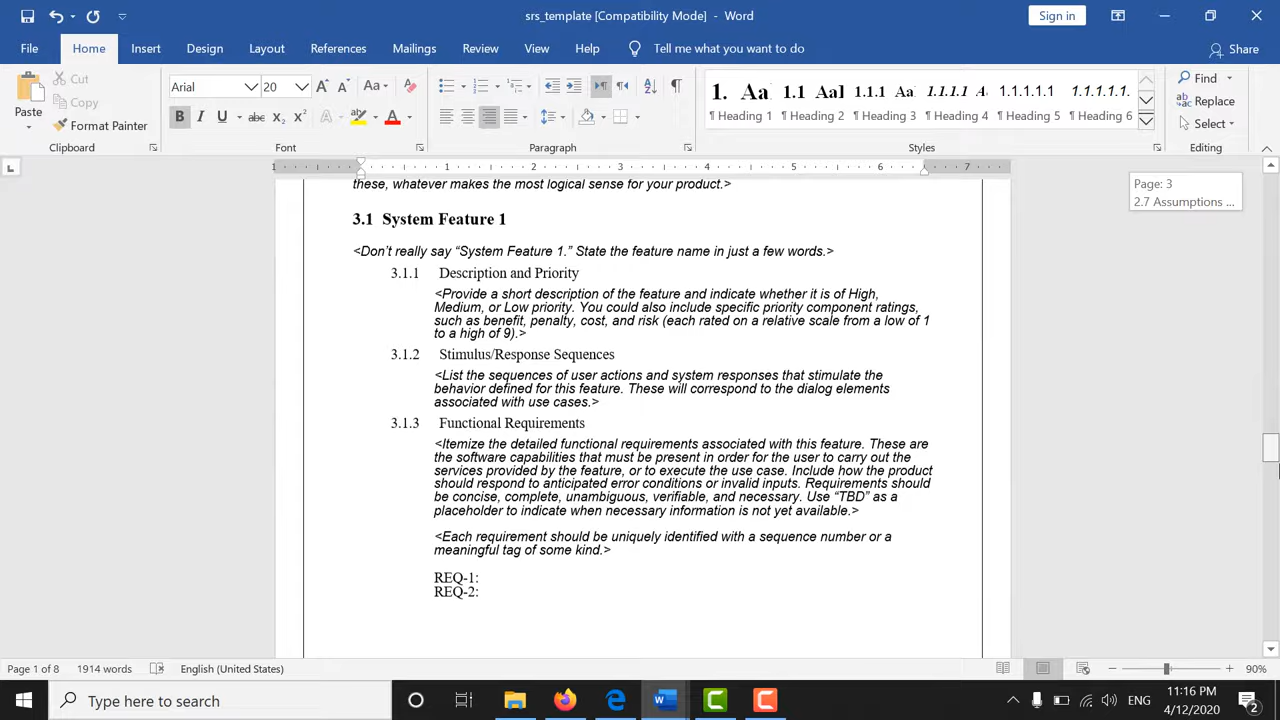 srs_template [Compatibility Mode] - Word
Sign in
File Home Insert Design Layout References Mailings Review View Help Tell me what you want to do Share
Paste
Cut
Copy
Format Painter
Clipboard
Arial 20
Font
Paragraph
1. Aa 1.1 Aa] 1.1.1 Aa 1.1.1.1 A 1.1.1.1.1 1.1.1.1.1.
¶ Heading 1 ¶ Heading 2 ¶ Heading 3 ¶ Heading 4 ¶ Heading 5 ¶ Heading 6
Styles
Find
Replace
Select
Editing
1 1 2 3 4 5 6 7
Page: 3
2.7 Assumptions ...
these, whatever makes the most logical sense for your product.>
3.1 System Feature 1
<Don’t really say “System Feature 1.” State the feature name in just a few words.>
3.1.1 Description and Priority
<Provide a short description of the feature and indicate whether it is of High,
Medium, or Low priority. You could also include specific priority component ratings,
such as benefit, penalty, cost, and risk (each rated on a relative scale from a low of 1
to a high of 9).>
3.1.2 Stimulus/Response Sequences
<List the sequences of user actions and system responses that stimulate the
behavior defined for this feature. These will correspond to the dialog elements
associated with use cases.>
3.1.3 Functional Requirements
<Itemize the detailed functional requirements associated with this feature. These are
the software capabilities that must be present in order for the user to carry out the
services provided by the feature, or to execute the use case. Include how the product
should respond to anticipated error conditions or invalid inputs. Requirements should
be concise, complete, unambiguous, verifiable, and necessary. Use “TBD” as a
placeholder to indicate when necessary information is not yet available.>
<Each requirement should be uniquely identified with a sequence number or a
meaningful tag of some kind.>
REQ-1:
REQ-2:
Page 1 of 8 1914 words English (United States) 90%
Type here to search
ENG
11:16 PM
4/12/2020
2